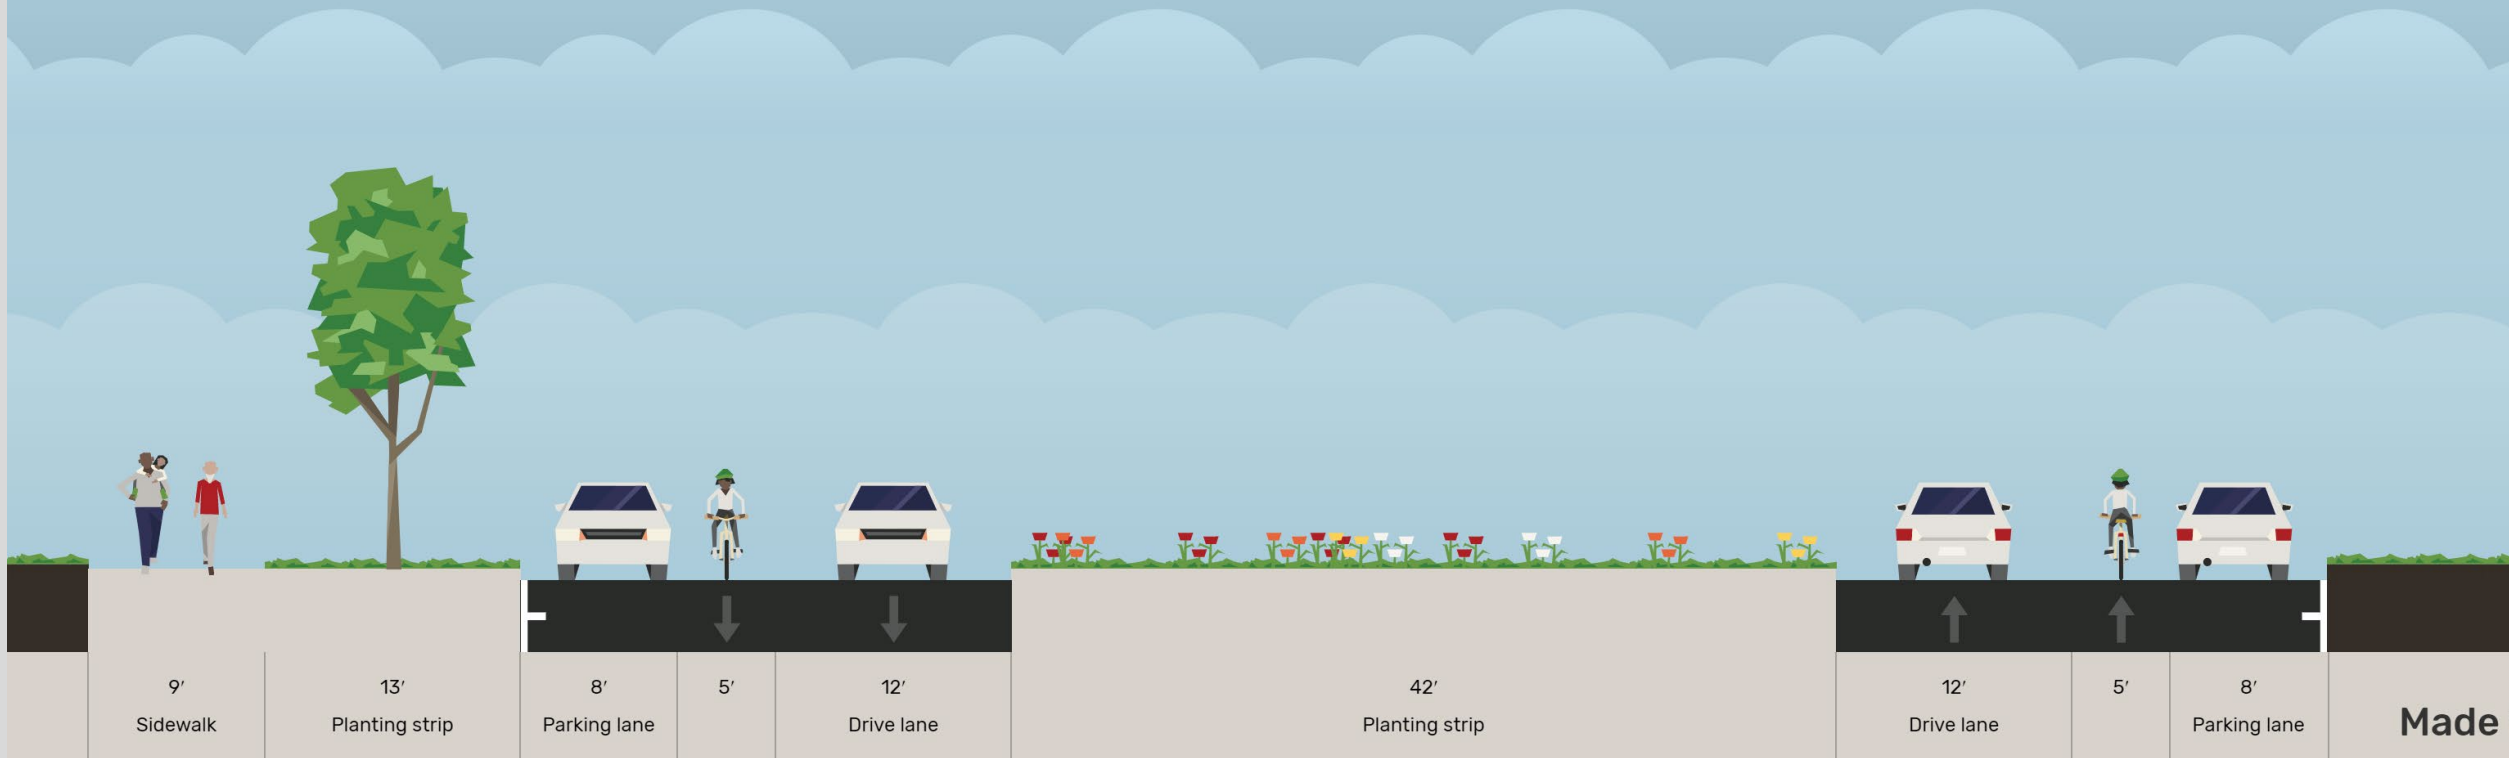 9′
Sidewalk
13′
Planting strip
8′
Parking lane
5′
12′
Drive lane
42′
Planting strip
12′
Drive lane
5′
8′
Parking lane
Made